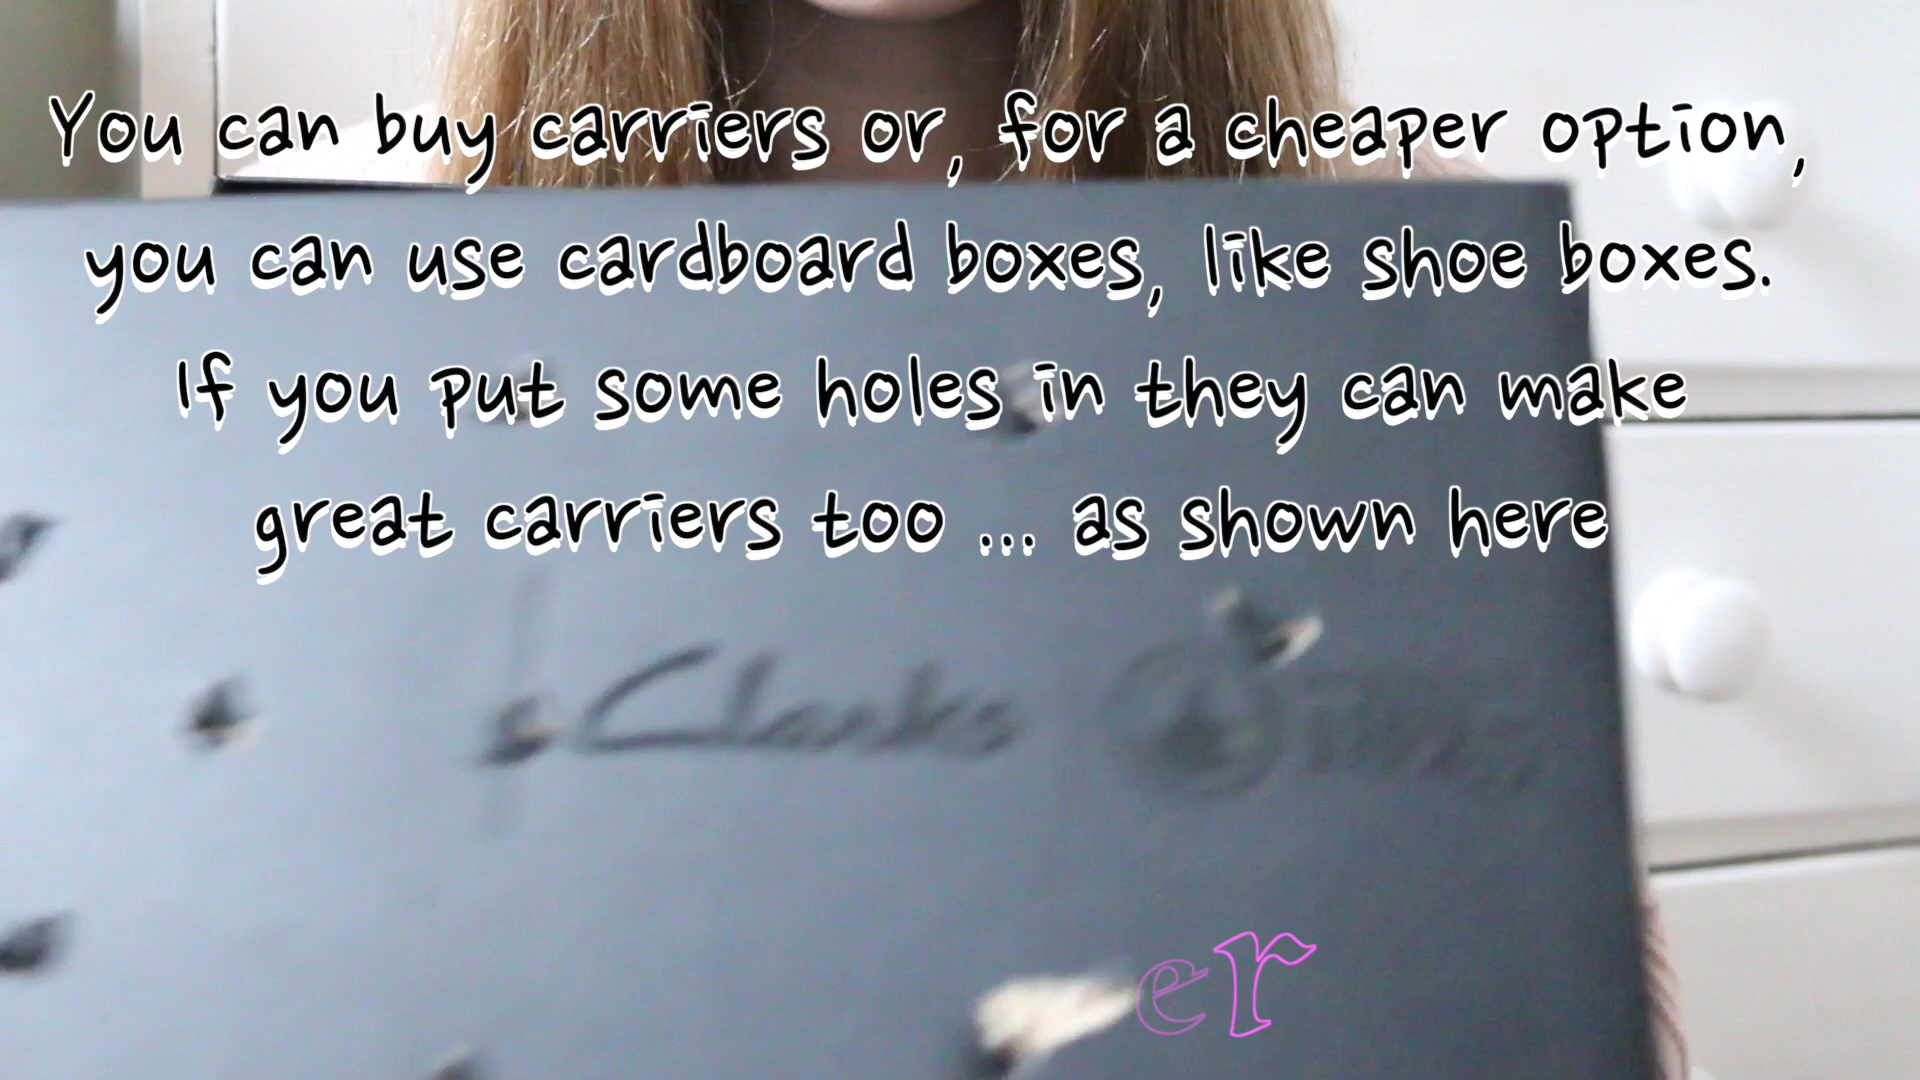 You can buy carriers or, for a cheaper option,
you can use cardboard boxes, like shoe boxes.
If you put some holes in they can make
great carriers too ... as shown here
Clarks
er